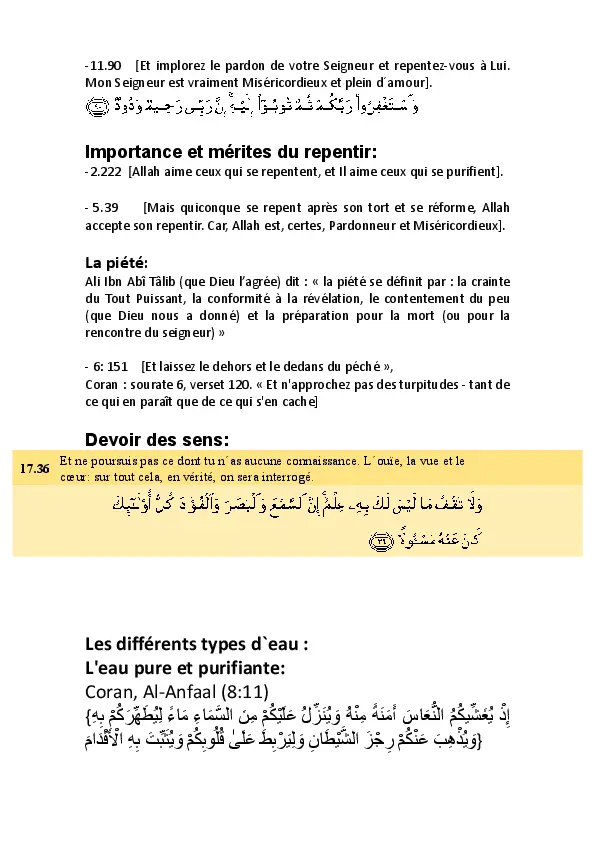 -11.90 [Et implorez le pardon de votre Seigneur et repentez-vous à Lui.
Mon Seigneur est vraiment Miséricordieux et plein d´amour].
وَٱسْتَغْفِرُوا۟ رَبَّكُمْ ثُمَّ تُوبُوٓا۟ إِلَيْهِ ۚ إِنَّ رَبِّى رَحِيمٌ وَدُودٌ ﴿٩٠﴾
Importance et mérites du repentir:
-2.222 [Allah aime ceux qui se repentent, et Il aime ceux qui se purifient].
- 5.39 [Mais quiconque se repent après son tort et se réforme, Allah
accepte son repentir. Car, Allah est, certes, Pardonneur et Miséricordieux].
La piété:
Ali Ibn Abî Tâlib (que Dieu l’agrée) dit : « la piété se définit par : la crainte
du Tout Puissant, la conformité à la révélation, le contentement du peu
(que Dieu nous a donné) et la préparation pour la mort (ou pour la
rencontre du seigneur) »
- 6: 151 [Et laissez le dehors et le dedans du péché »,
Coran : sourate 6, verset 120. « Et n'approchez pas des turpitudes - tant de
ce qui en paraît que de ce qui s'en cache]
Devoir des sens:
17.36 Et ne poursuis pas ce dont tu n´as aucune connaissance. L´ouïe, la vue et le
cœur: sur tout cela, en vérité, on sera interrogé.
وَلَا تَقْفُ مَا لَيْسَ لَكَ بِهِۦ عِلْمٌ ۚ إِنَّ ٱلسَّمْعَ وَٱلْبَصَرَ وَٱلْفُؤَادَ كُلُّ أُو۟لَٰٓئِكَ
كَانَ عَنْهُ مَسْـُٔولًا ﴿٣٦﴾
Les différents types d`eau :
L'eau pure et purifiante:
Coran, Al-Anfaal (8:11)
إِذْ يُغَشِّيكُمُ النُّعَاسَ أَمَنَةً مِنْهُ وَيُنَزِّلُ عَلَيْكُمْ مِنَ السَّمَاءِ مَاءً لِيُطَهِّرَكُمْ بِهِ}
{وَيُذْهِبَ عَنْكُمْ رِجْزَ الشَّيْطَانِ وَلِيَرْبِطَ عَلَىٰ قُلُوبِكُمْ وَيُثَبِّتَ بِهِ الْأَقْدَامَ